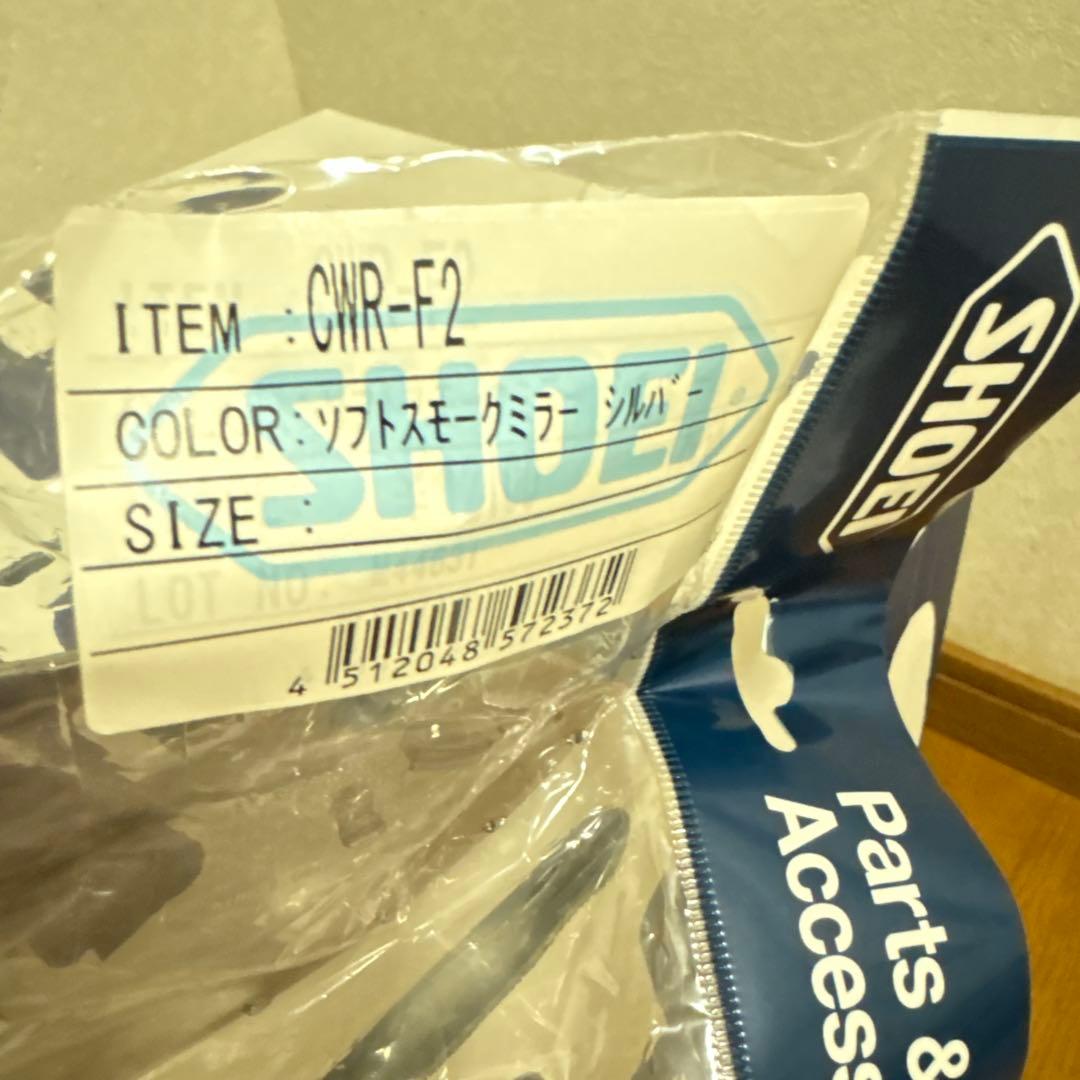 ITEM :CWR-F2
COLOR:ソフトスモークミラー シルバー
SIZE :
SHOEI
4 512048 572372
SHOEI
Parts &
Access